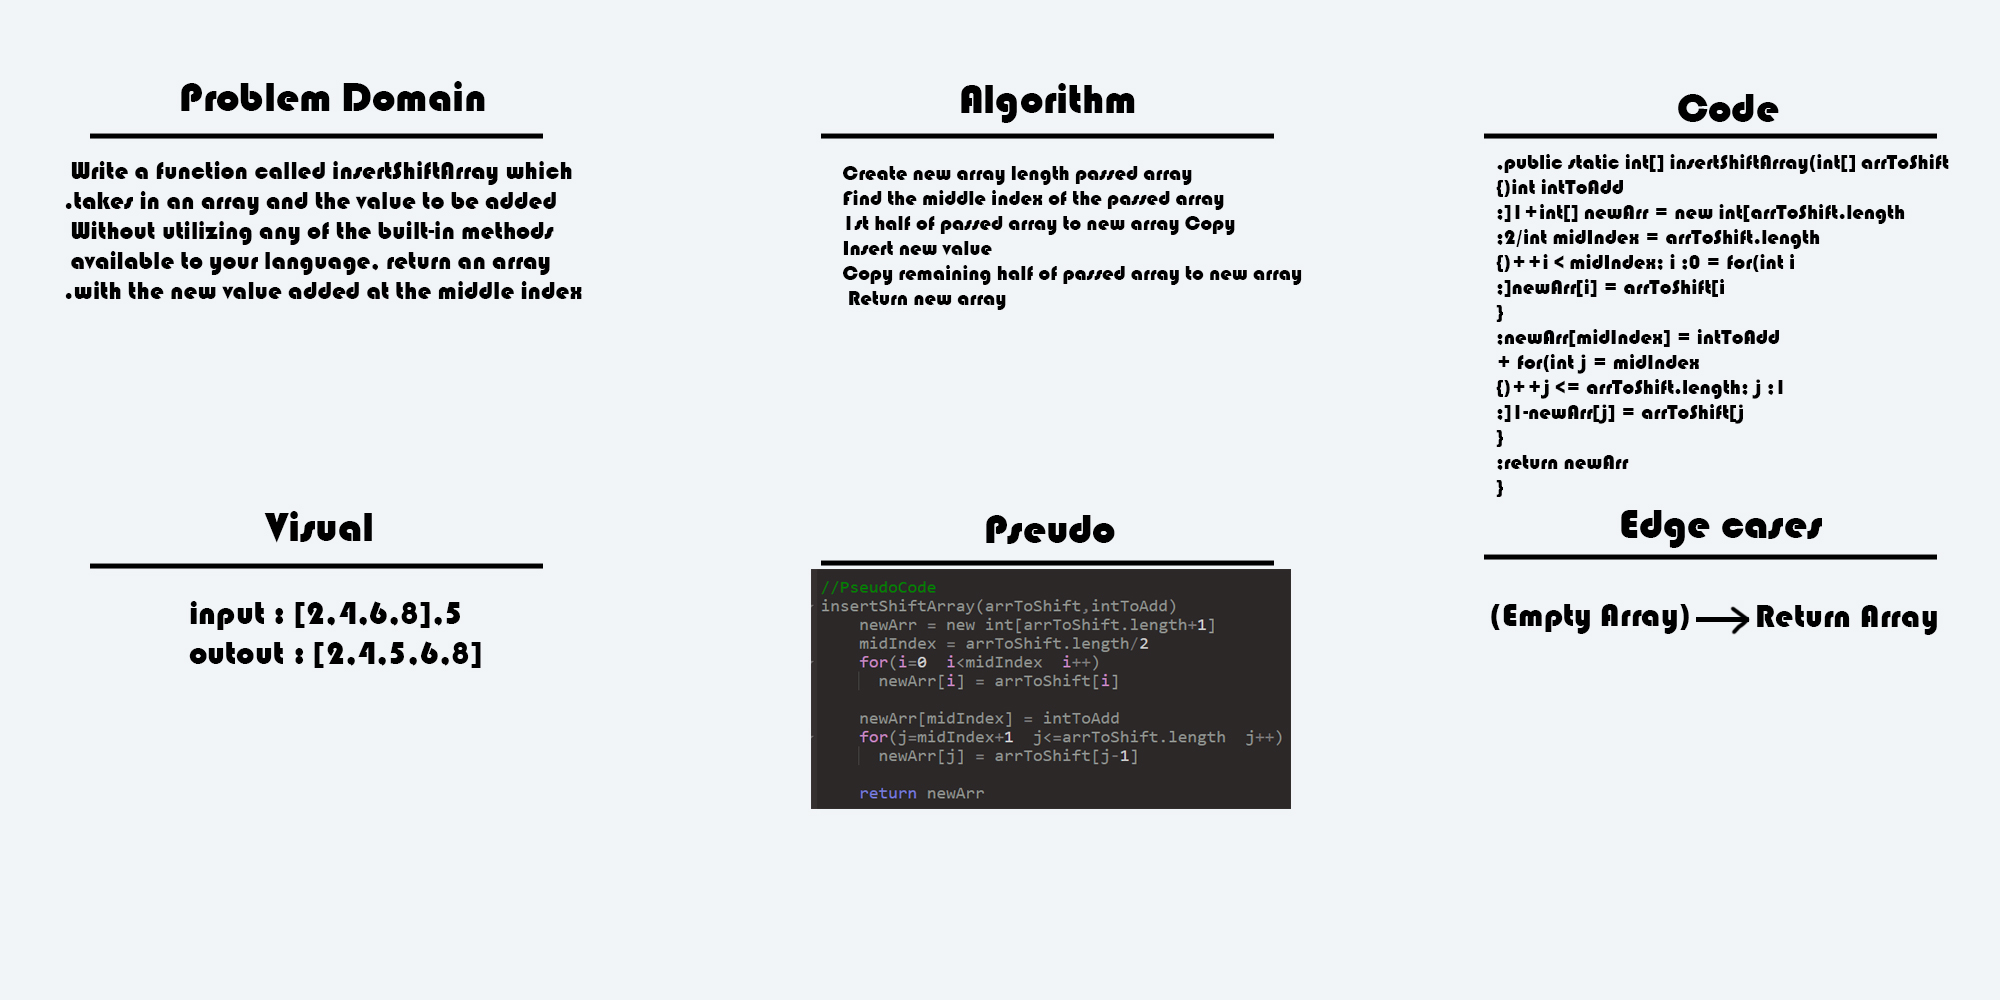 Problem Domain
Write a function called insertShiftArray which
.takes in an array and the value to be added
Without utilizing any of the built-in methods
available to your language, return an array
.with the new value added at the middle index
Algorithm
Create new array length passed array
Find the middle index of the passed array
1st half of passed array to new array Copy
Insert new value
Copy remaining half of passed array to new array
Return new array
Code
.public static int[] insertShiftArray(int[] arrToShift
{)int intToAdd
;]1+int[] newArr = new int[arrToShift.length
;2/int midIndex = arrToShift.length
{)++i < midIndex; i ;0 = for(int i
;]newArr[i] = arrToShift[i
}
;newArr[midIndex] = intToAdd
+ for(int j = midIndex
{)++j <= arrToShift.length; j ;1
;]1-newArr[j] = arrToShift[j
}
;return newArr
}
Visual
input : [2,4,6,8],5
outout : [2,4,5,6,8]
Pseudo
//PseudoCode
insertShiftArray(arrToShift,intToAdd)
newArr = new int[arrToShift.length+1]
midIndex = arrToShift.length/2
for(i=0 i<midIndex i++)
newArr[i] = arrToShift[i]
newArr[midIndex] = intToAdd
for(j=midIndex+1 j<=arrToShift.length j++)
newArr[j] = arrToShift[j-1]
return newArr
Edge cases
(Empty Array) → Return Array